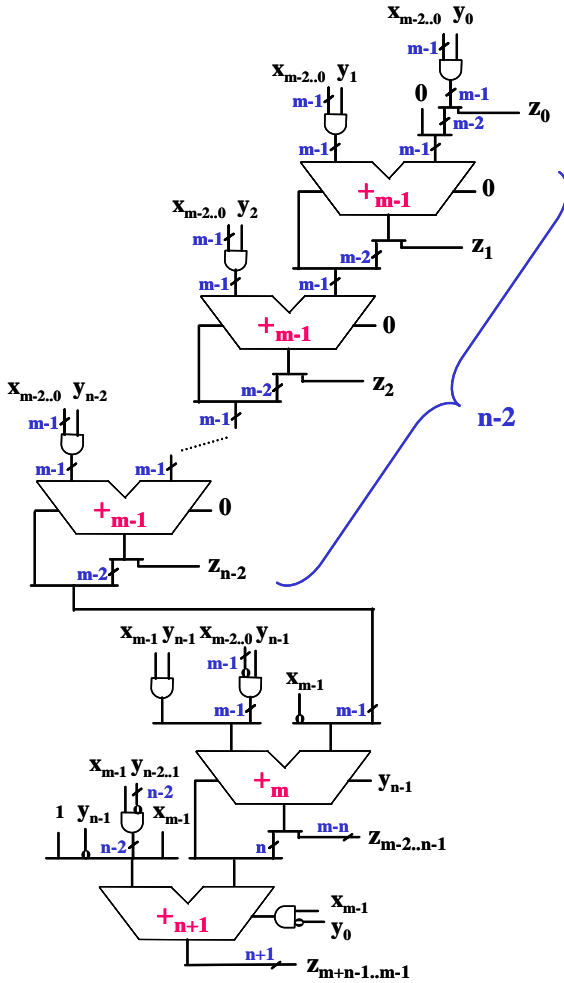 x_{m-2..0} y_0
m-1
x_{m-2..0} y_1
m-1 0 m-1 z_0
m-2
m-1 m-1
+_{m-1} 0
x_{m-2..0} y_2
m-1 m-2 z_1
m-1 m-1
+_{m-1} 0
m-2 z_2
x_{m-2..0} y_{n-2}
m-1 m-1 n-2
m-1 m-1
+_{m-1} 0
m-2 z_{n-2}
x_{m-1} y_{n-1} x_{m-2..0} y_{n-1}
m-1 x_{m-1}
m-1 m-1
x_{m-1} y_{n-2..1} +_m y_{n-1}
n-2
1 y_{n-1} x_{m-1} m-n z_{m-2..n-1}
n-2 n
+_{n+1} x_{m-1}
y_0
n+1 z_{m+n-1..m-1}